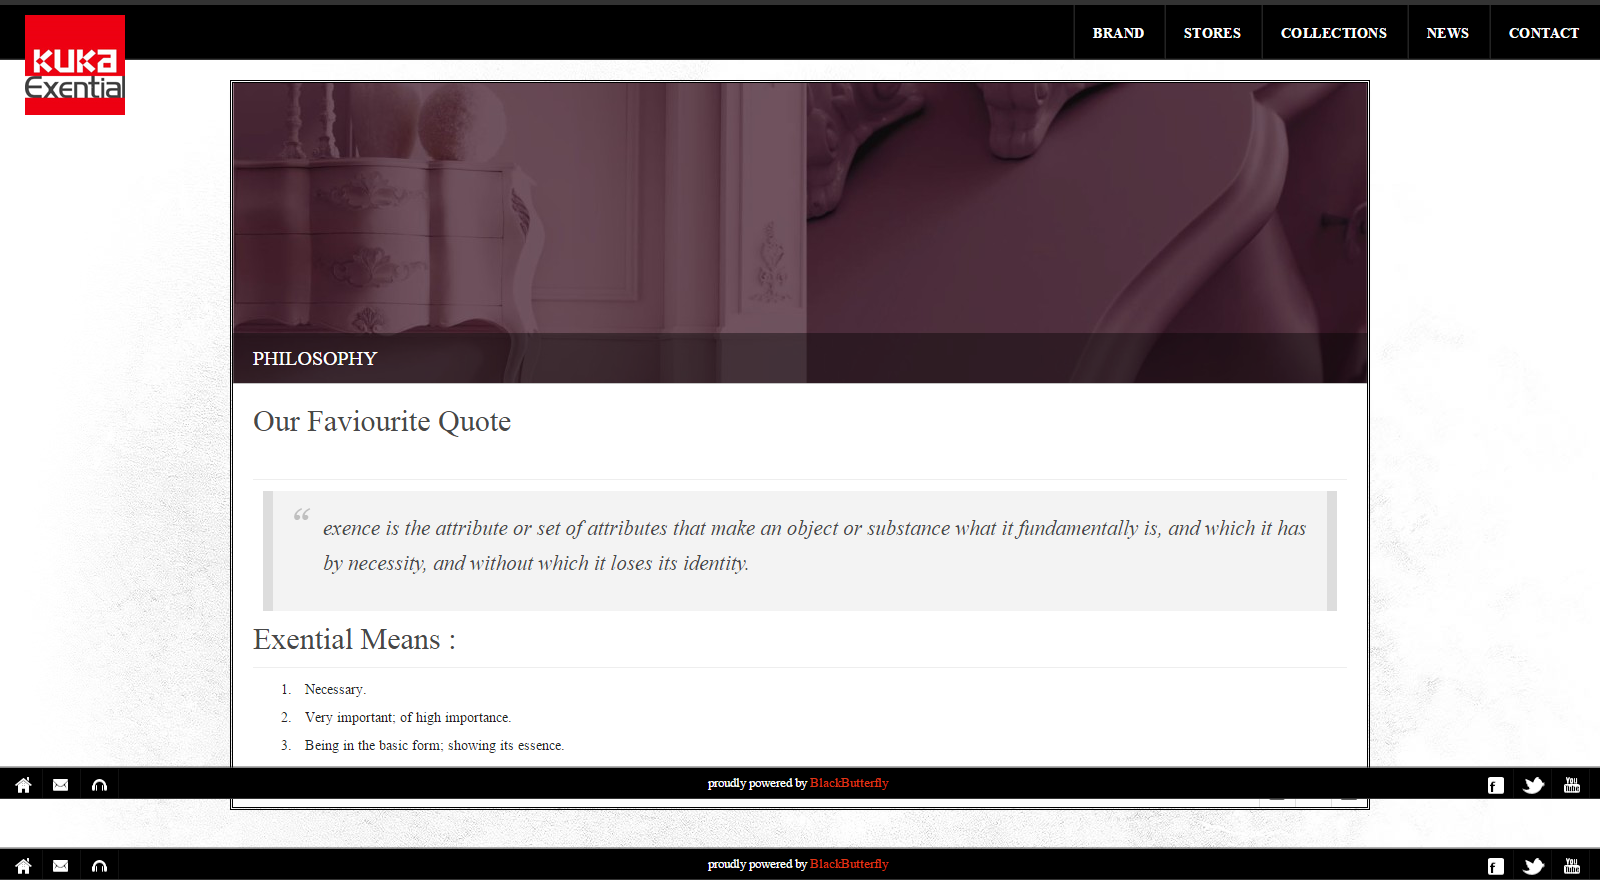 KUKA
Exential
BRAND
STORES
COLLECTIONS
NEWS
CONTACT
PHILOSOPHY
Our Faviourite Quote
“ exence is the attribute or set of attributes that make an object or substance what it fundamentally is, and which it has
by necessity, and without which it loses its identity.
Exential Means :
1. Necessary.
2. Very important; of high importance.
3. Being in the basic form; showing its essence.
proudly powered by BlackButterfly
f
You Tube
proudly powered by BlackButterfly
f
You Tube